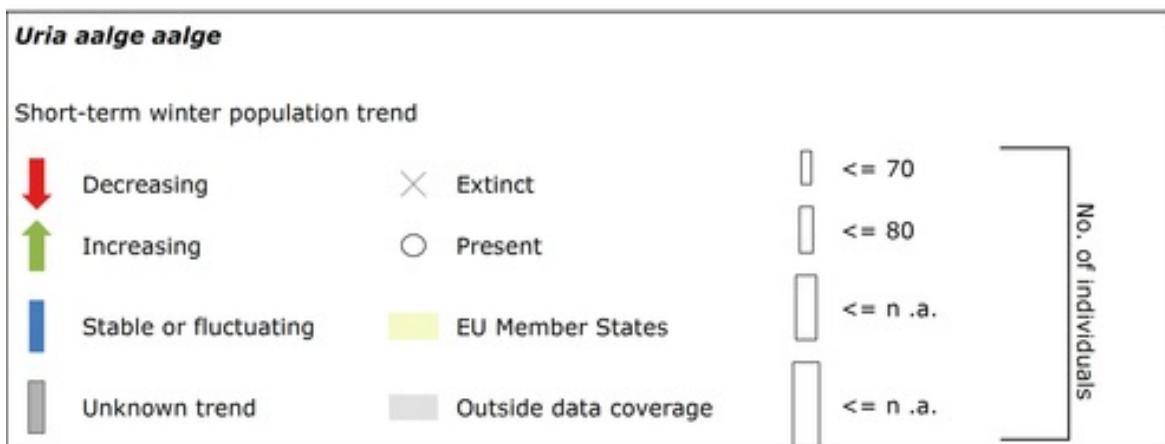 Uria aalge aalge
Short-term winter population trend
Decreasing
Increasing
Stable or fluctuating
Unknown trend
Extinct
Present
EU Member States
Outside data coverage
<= 70
<= 80
<= n .a.
<= n .a.
No. of individuals